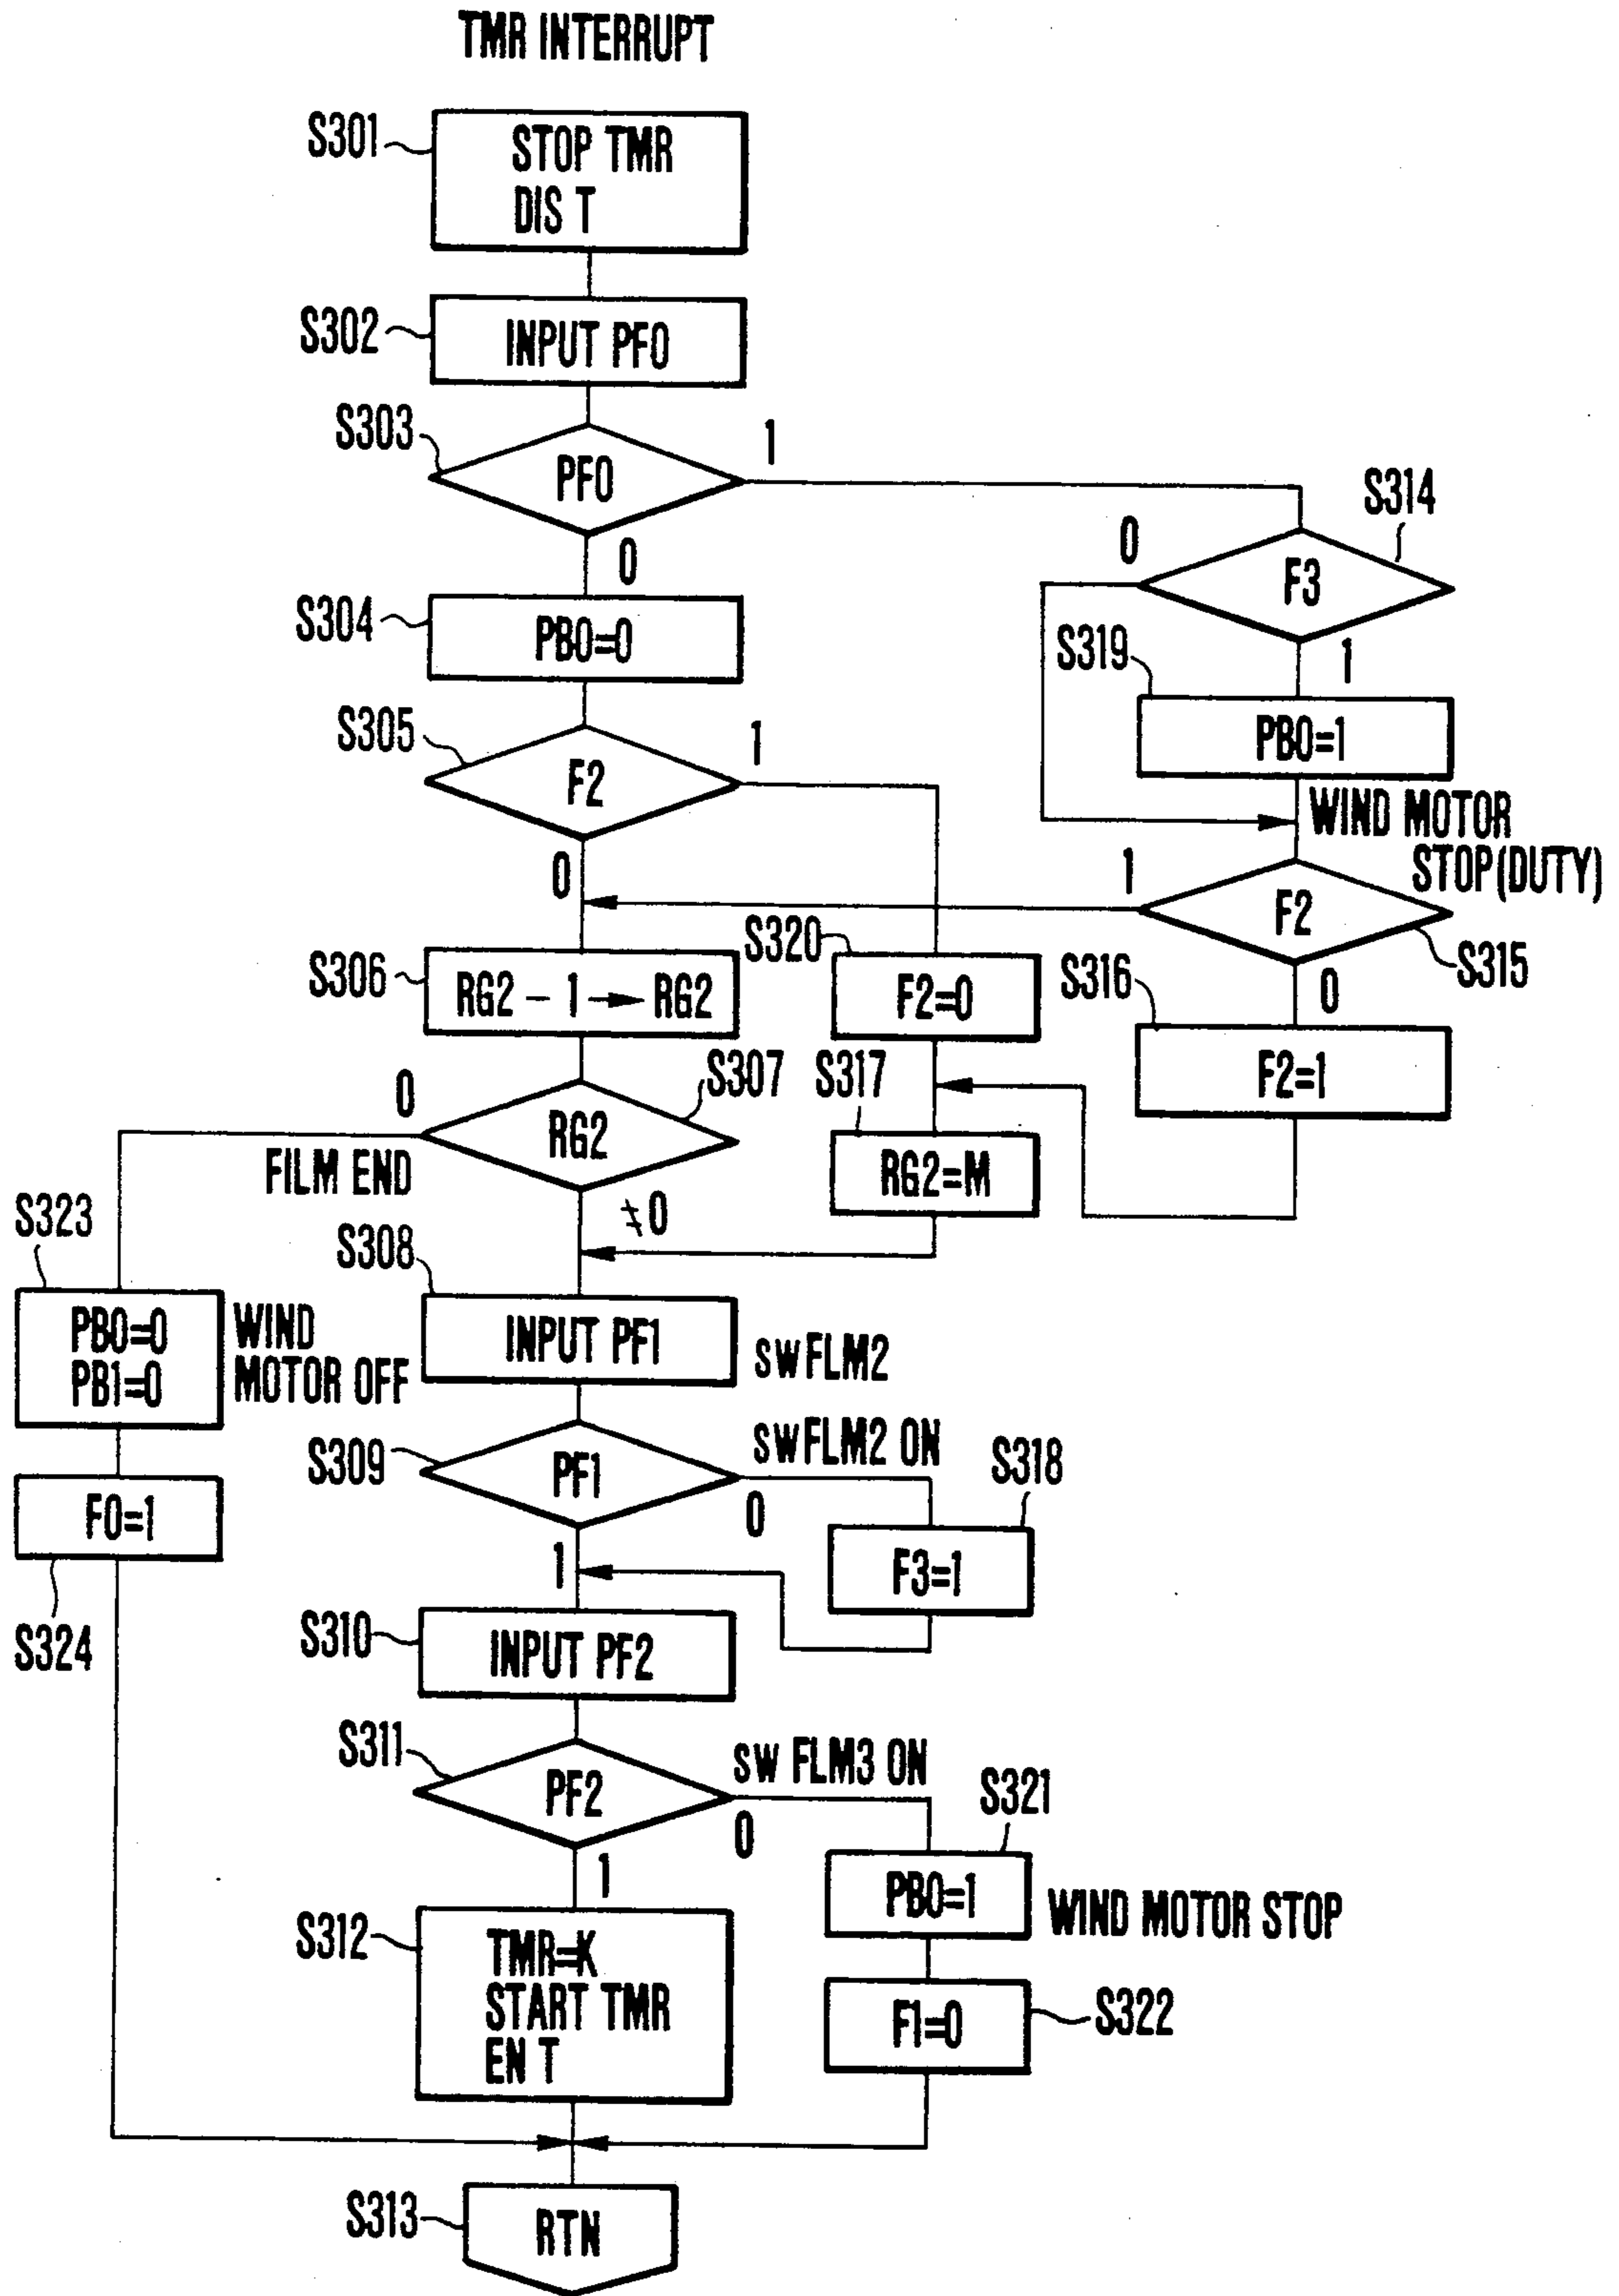 TMR INTERRUPT
S301
STOP TMR
DIS T
S302
INPUT PF0
S303
PF0
1
0
S314
F3
0
1
S304
PB0=0
S319
PB0=1
S305
F2
1
0
WIND MOTOR
STOP(DUTY)
F2
1
0
S315
S306
RG2 - 1 → RG2
S320
F2=0
S316
F2=1
S307
RG2
0
FILM END
≠0
S317
RG2=M
S323
PB0=0
PB1=0
WIND
MOTOR OFF
S308
INPUT PF1
SWFLM2
S309
PF1
SWFLM2 ON
0
1
S318
F3=1
F0=1
S324
S310
INPUT PF2
S311
PF2
SW FLM3 ON
0
1
S321
PB0=1
WIND MOTOR STOP
S312
TMR=K
START TMR
EN T
F1=0
S322
S313
RTN